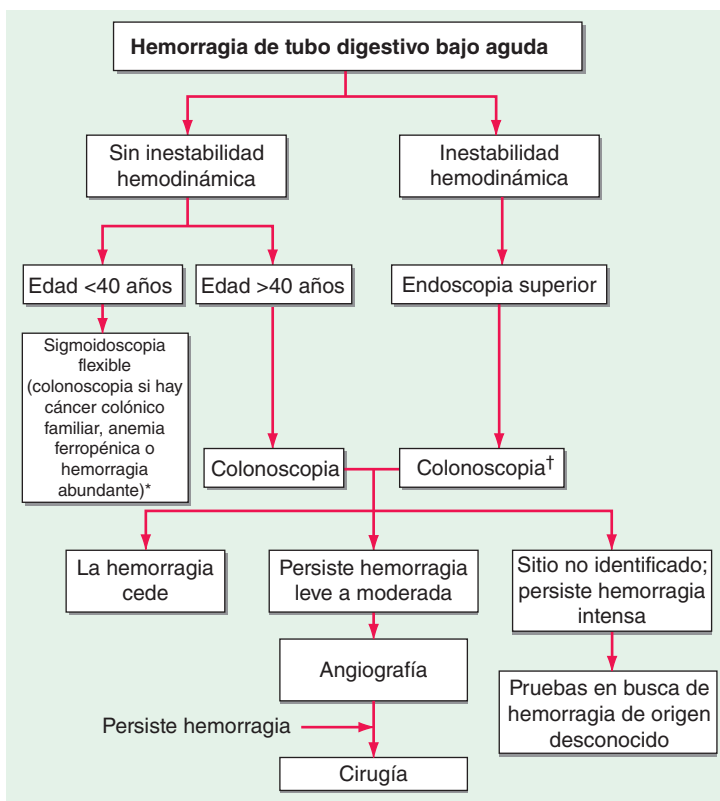 Hemorragia de tubo digestivo bajo aguda
Sin inestabilidad
hemodinámica
Inestabilidad
hemodinámica
Edad <40 años
Edad >40 años
Endoscopia superior
Sigmoidoscopia
flexible
(colonoscopia si hay
cáncer colónico
familiar, anemia
ferropénica o
hemorragia
abundante)*
Colonoscopia
Colonoscopia†
La hemorragia
cede
Persiste hemorragia
leve a moderada
Sitio no identificado;
persiste hemorragia
intensa
Angiografía
Pruebas en busca de
hemorragia de origen
desconocido
Persiste hemorragia
Cirugía